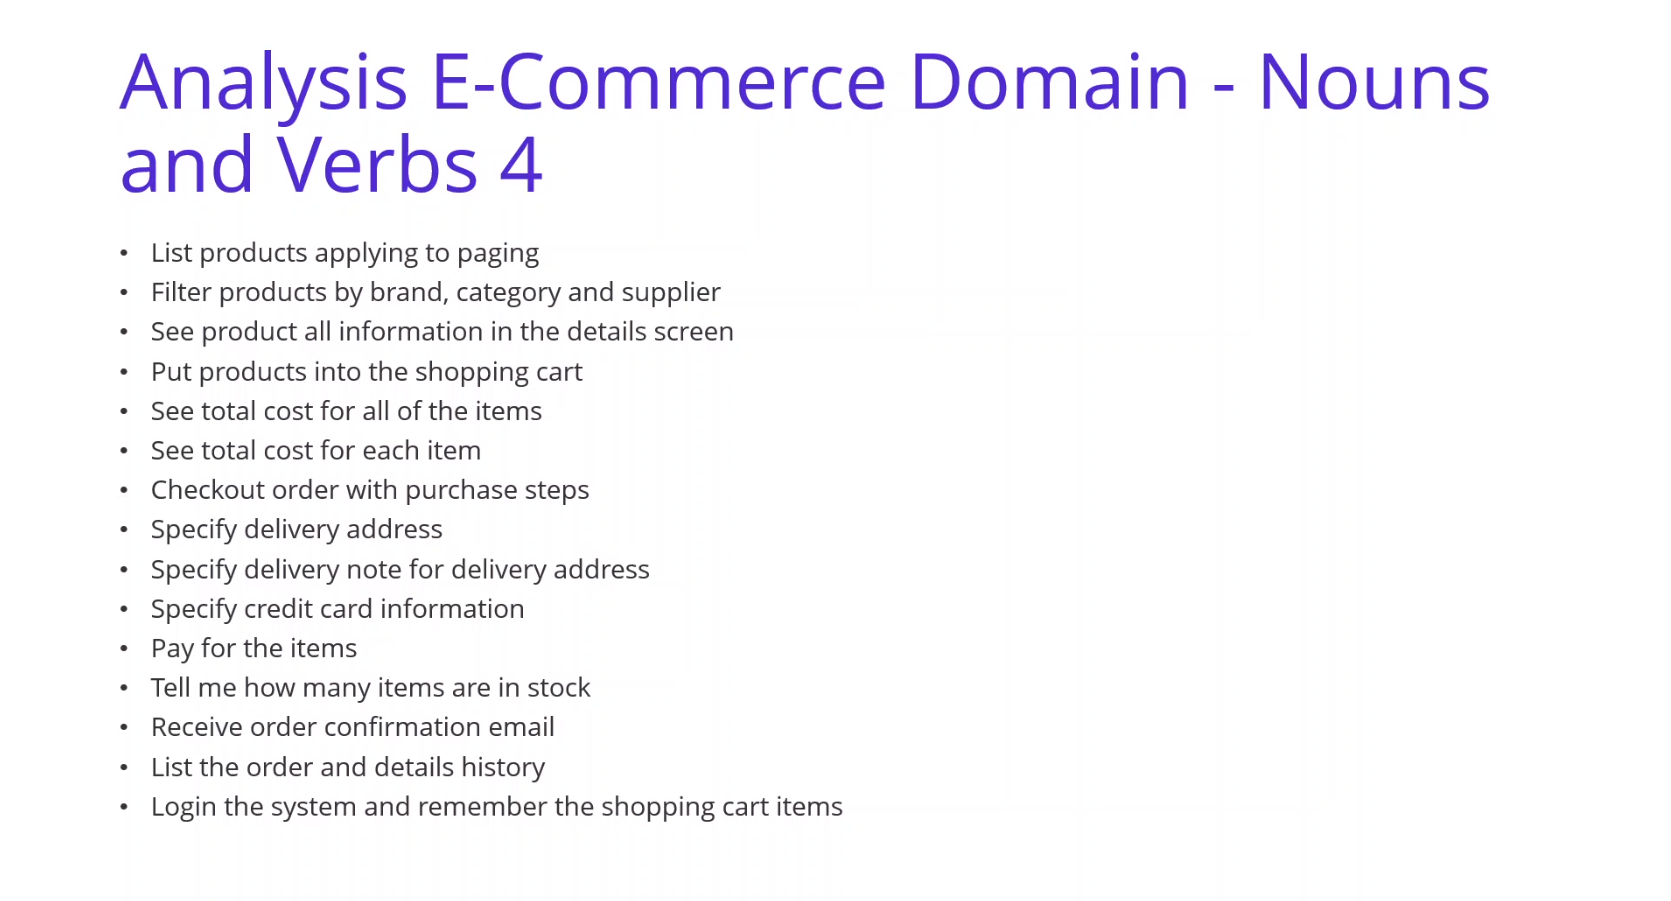 Analysis E-Commerce Domain - Nouns
and Verbs 4
• List products applying to paging
• Filter products by brand, category and supplier
• See product all information in the details screen
• Put products into the shopping cart
• See total cost for all of the items
• See total cost for each item
• Checkout order with purchase steps
• Specify delivery address
• Specify delivery note for delivery address
• Specify credit card information
• Pay for the items
• Tell me how many items are in stock
• Receive order confirmation email
• List the order and details history
• Login the system and remember the shopping cart items